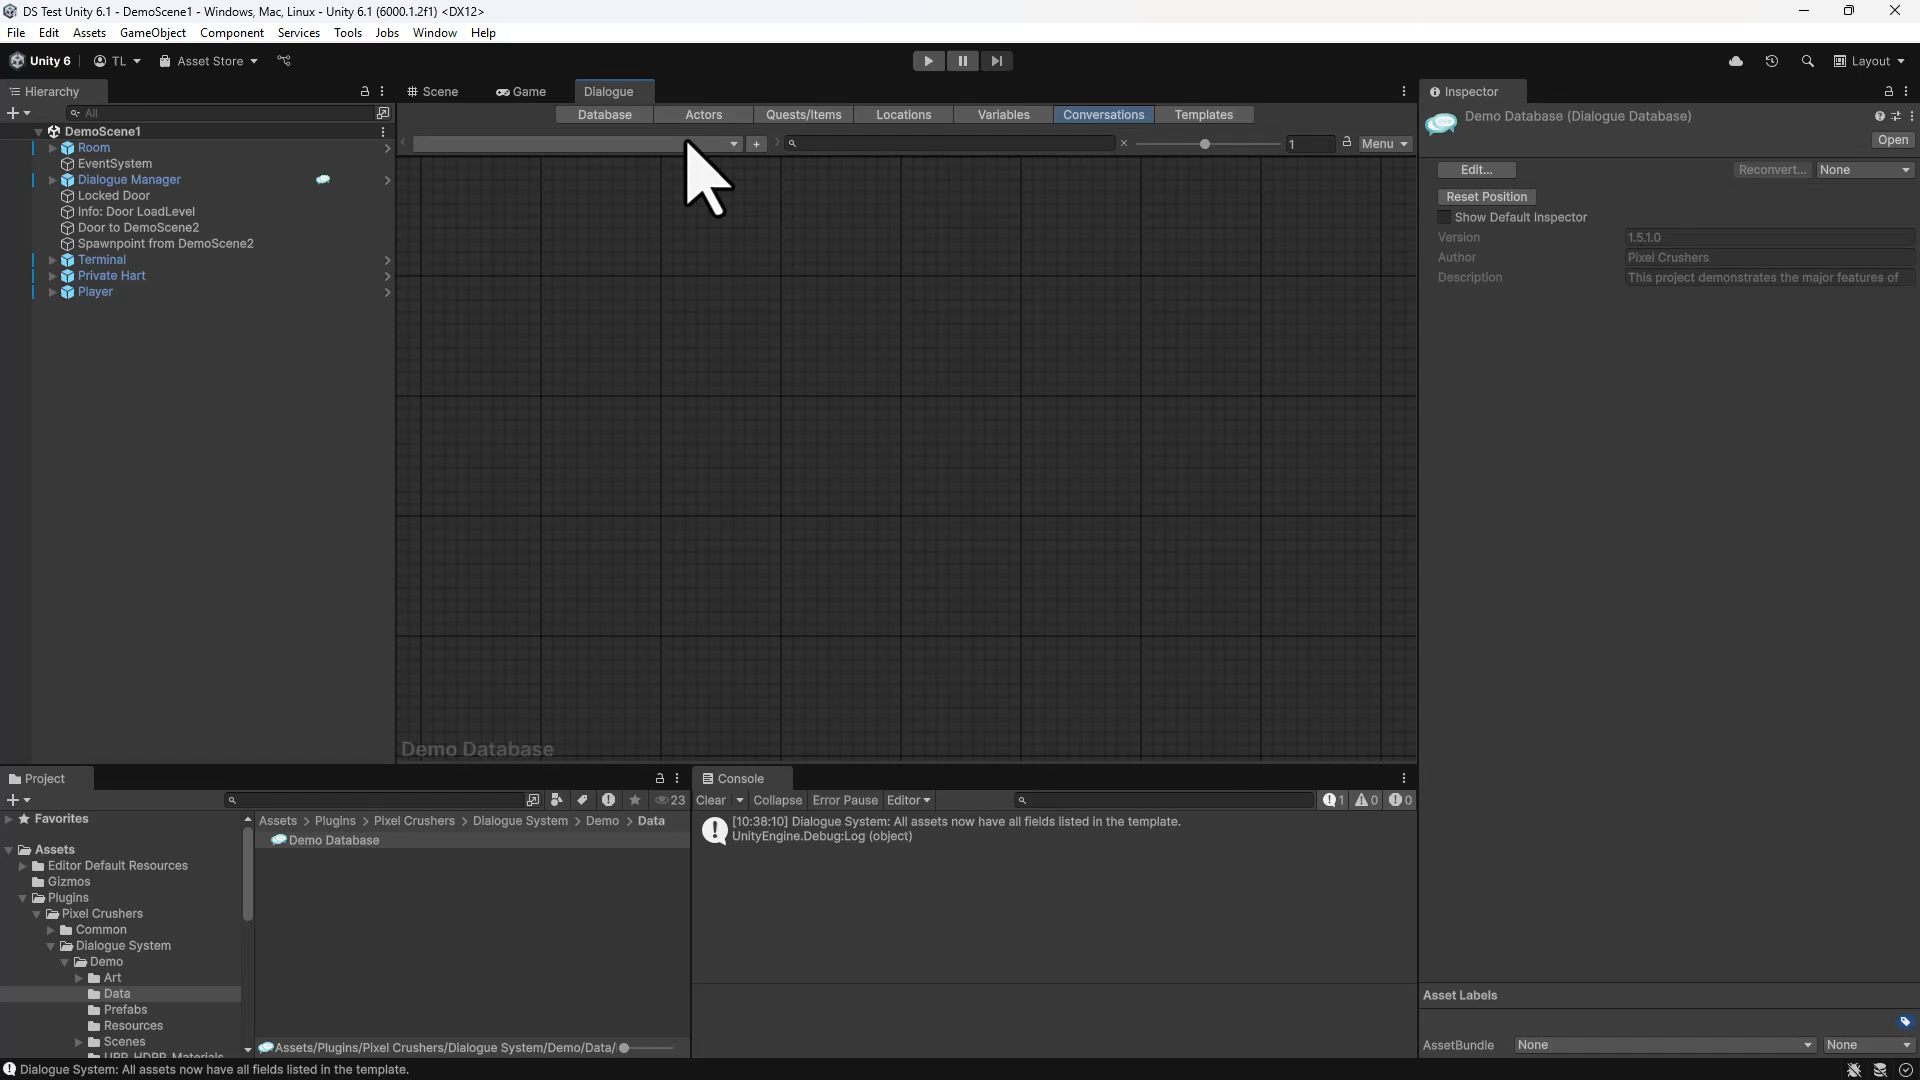 DS Test Unity 6.1 - DemoScene1 - Windows, Mac, Linux - Unity 6.1 (6000.1.2f1) <DX12>
File Edit Assets GameObject Component Services Tools Jobs Window Help
Unity 6 TL Asset Store Layout
Hierarchy
All
DemoScene1
Room
EventSystem
Dialogue Manager
Locked Door
Info: Door LoadLevel
Door to DemoScene2
Spawnpoint from DemoScene2
Terminal
Private Hart
Player
Scene Game Dialogue
Database Actors Quests/Items Locations Variables Conversations Templates
+ 1 Menu
Demo Database
Inspector
Demo Database (Dialogue Database)
Open
Edit... Reconvert... None
Reset Position
Show Default Inspector
Version 1.5.1.0
Author Pixel Crushers
Description This project demonstrates the major features of
Project
23
Favorites
Assets
Editor Default Resources
Gizmos
Plugins
Pixel Crushers
Common
Dialogue System
Demo
Art
Data
Prefabs
Resources
Scenes
URP HDRP Materials
Assets > Plugins > Pixel Crushers > Dialogue System > Demo > Data
Demo Database
Assets/Plugins/Pixel Crushers/Dialogue System/Demo/Data/
Console
Clear Collapse Error Pause Editor 1 0 0
[10:38:10] Dialogue System: All assets now have all fields listed in the template.
UnityEngine.Debug:Log (object)
Asset Labels
AssetBundle None None
Dialogue System: All assets now have all fields listed in the template.